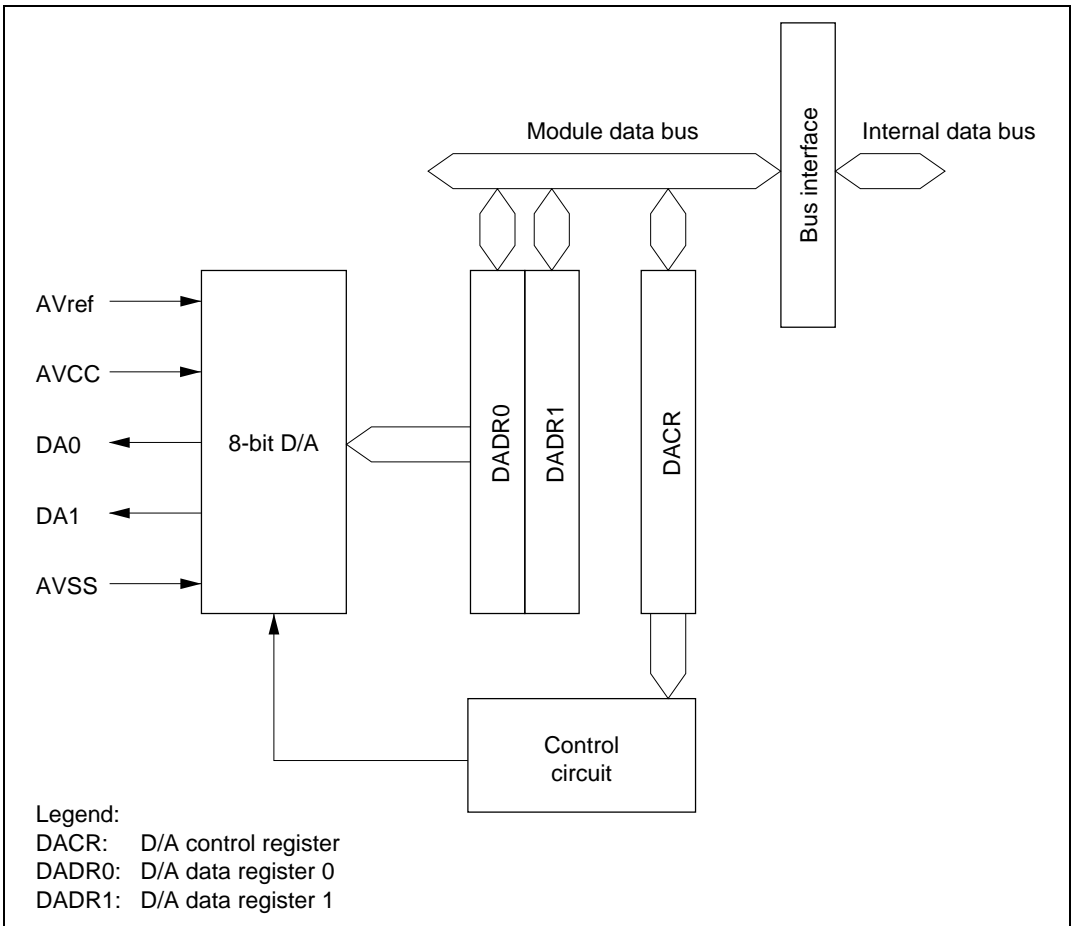 Module data bus
Internal data bus
Bus interface
AVref
AVCC
DA0
DA1
AVSS
8-bit D/A
DADR0
DADR1
DACR
Control
circuit
Legend:
DACR: D/A control register
DADR0: D/A data register 0
DADR1: D/A data register 1